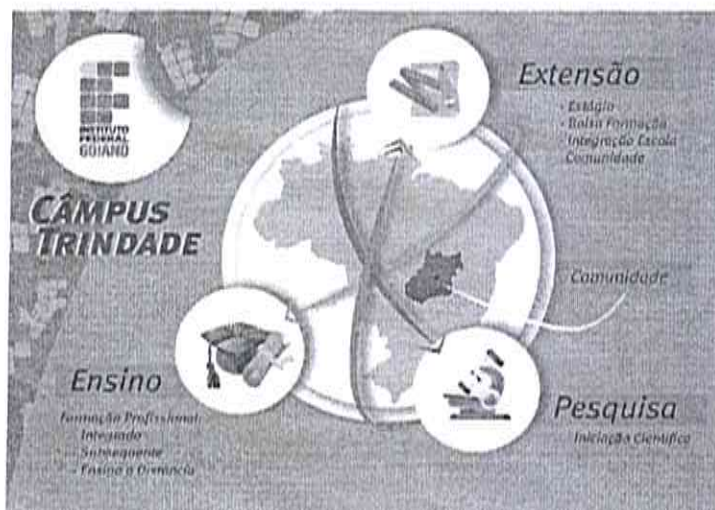 INSTITUTO
FEDERAL
GOIANO
CÂMPUS
TRINDADE
Extensão
- Estágio
- Bolsa Formação
Integração Escola
Comunidade
Comunidade
Ensino
Formação Profissional:
- Integrado
- Subsequente
- Ensino a Distância
Pesquisa
Iniciação Científica